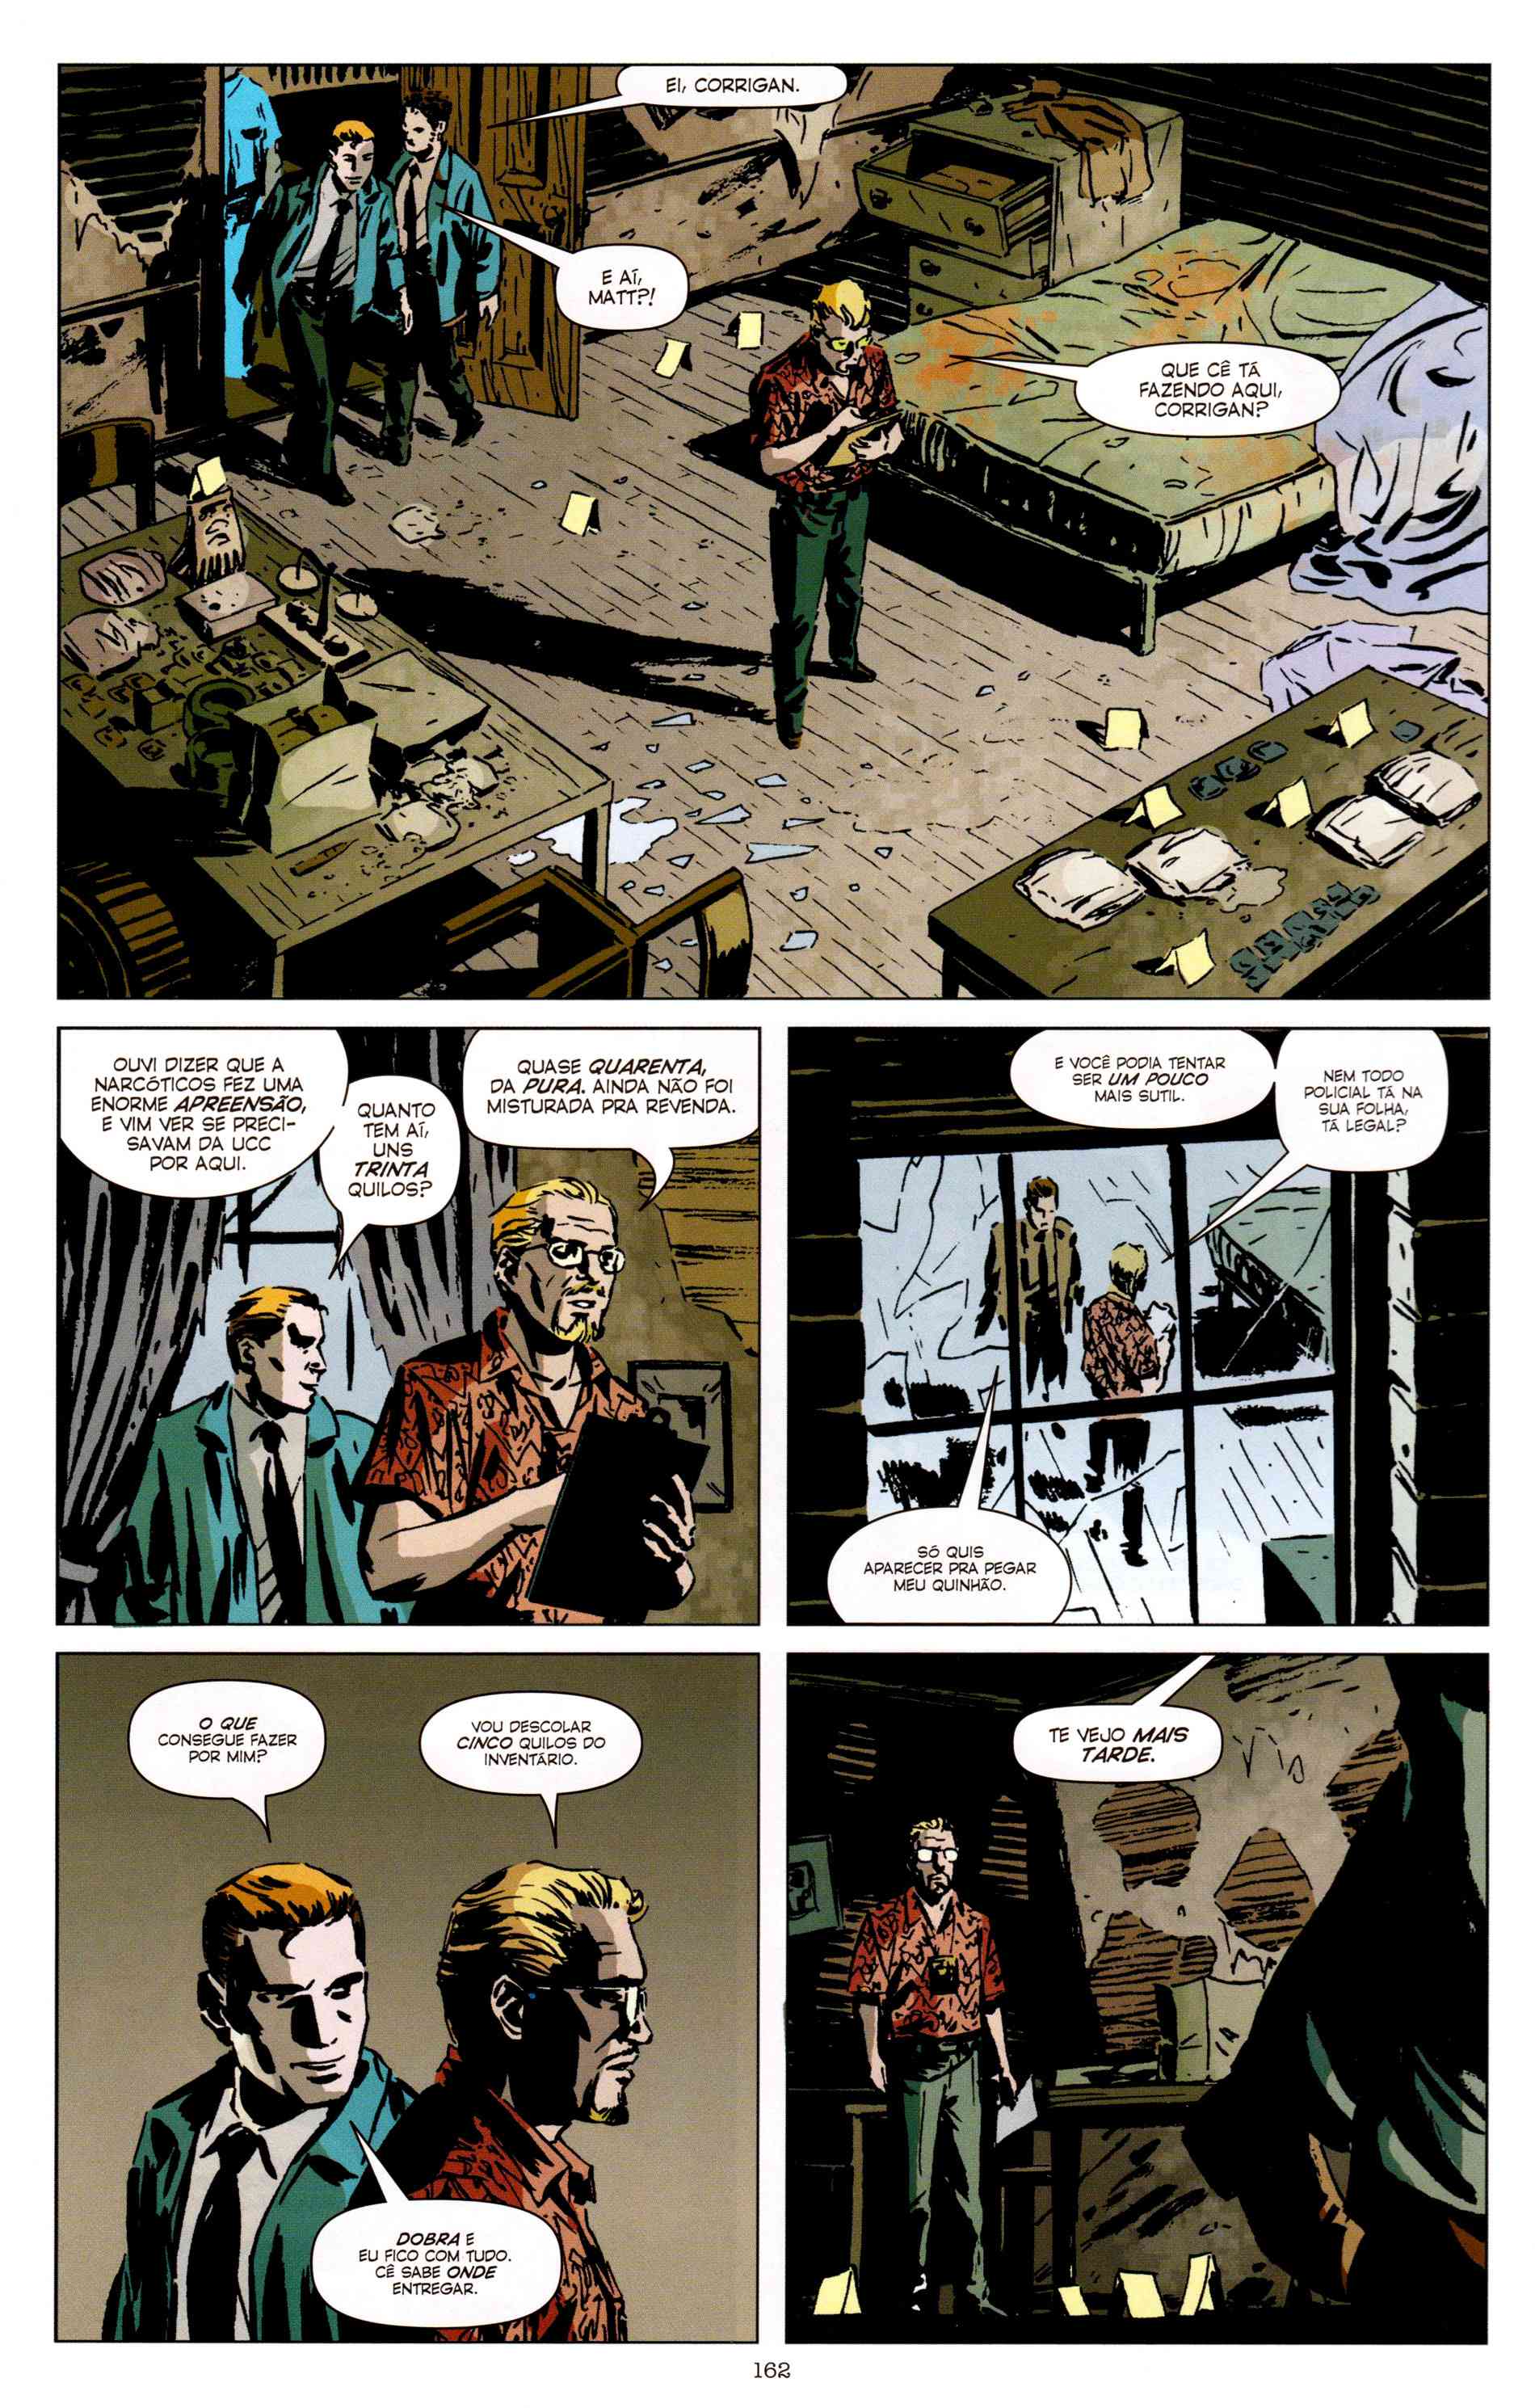 EI, CORRIGAN.
E AÍ,
MATT?!
QUE CÊ TÁ
FAZENDO AQUI,
CORRIGAN?
OUVI DIZER QUE A
NARCÓTICOS FEZ UMA
ENORME APREENSÃO,
E VIM VER SE PRECI-
SAVAM DA UCC
POR AQUI.
QUANTO
TEM AÍ,
UNS
TRINTA
QUILOS?
QUASE QUARENTA,
DA PURA. AINDA NÃO FOI
MISTURADA PRA REVENDA.
E VOCÊ PODIA TENTAR
SER UM POUCO
MAIS SUTIL.
NEM TODO
POLICIAL TÁ NA
SUA FOLHA,
TÁ LEGAL?
SÓ QUIS
APARECER PRA PEGAR
MEU QUINHÃO.
O QUE
CONSEGUE FAZER
POR MIM?
VOU DESCOLAR
CINCO QUILOS DO
INVENTÁRIO.
DOBRA E
EU FICO COM TUDO.
CÊ SABE ONDE
ENTREGAR.
TE VEJO MAIS
TARDE.
162